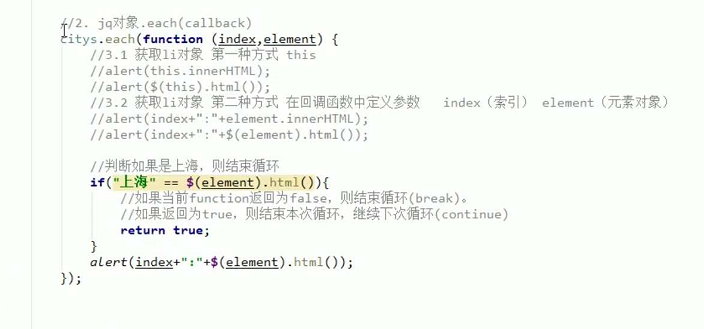 //2. jq对象.each(callback)
citys.each(function (index,element) {
//3.1 获取li对象 第一种方式 this
//alert(this.innerHTML);
//alert($(this).html());
//3.2 获取li对象 第二种方式 在回调函数中定义参数 index（索引） element（元素对象）
//alert(index+":"+element.innerHTML);
//alert(index+":"+$(element).html());
//判断如果是上海，则结束循环
if("上海" == $(element).html()){
//如果当前function返回为false，则结束循环(break)。
//如果返回为true，则结束本次循环，继续下次循环(continue)
return true;
}
alert(index+":"+$(element).html());
});